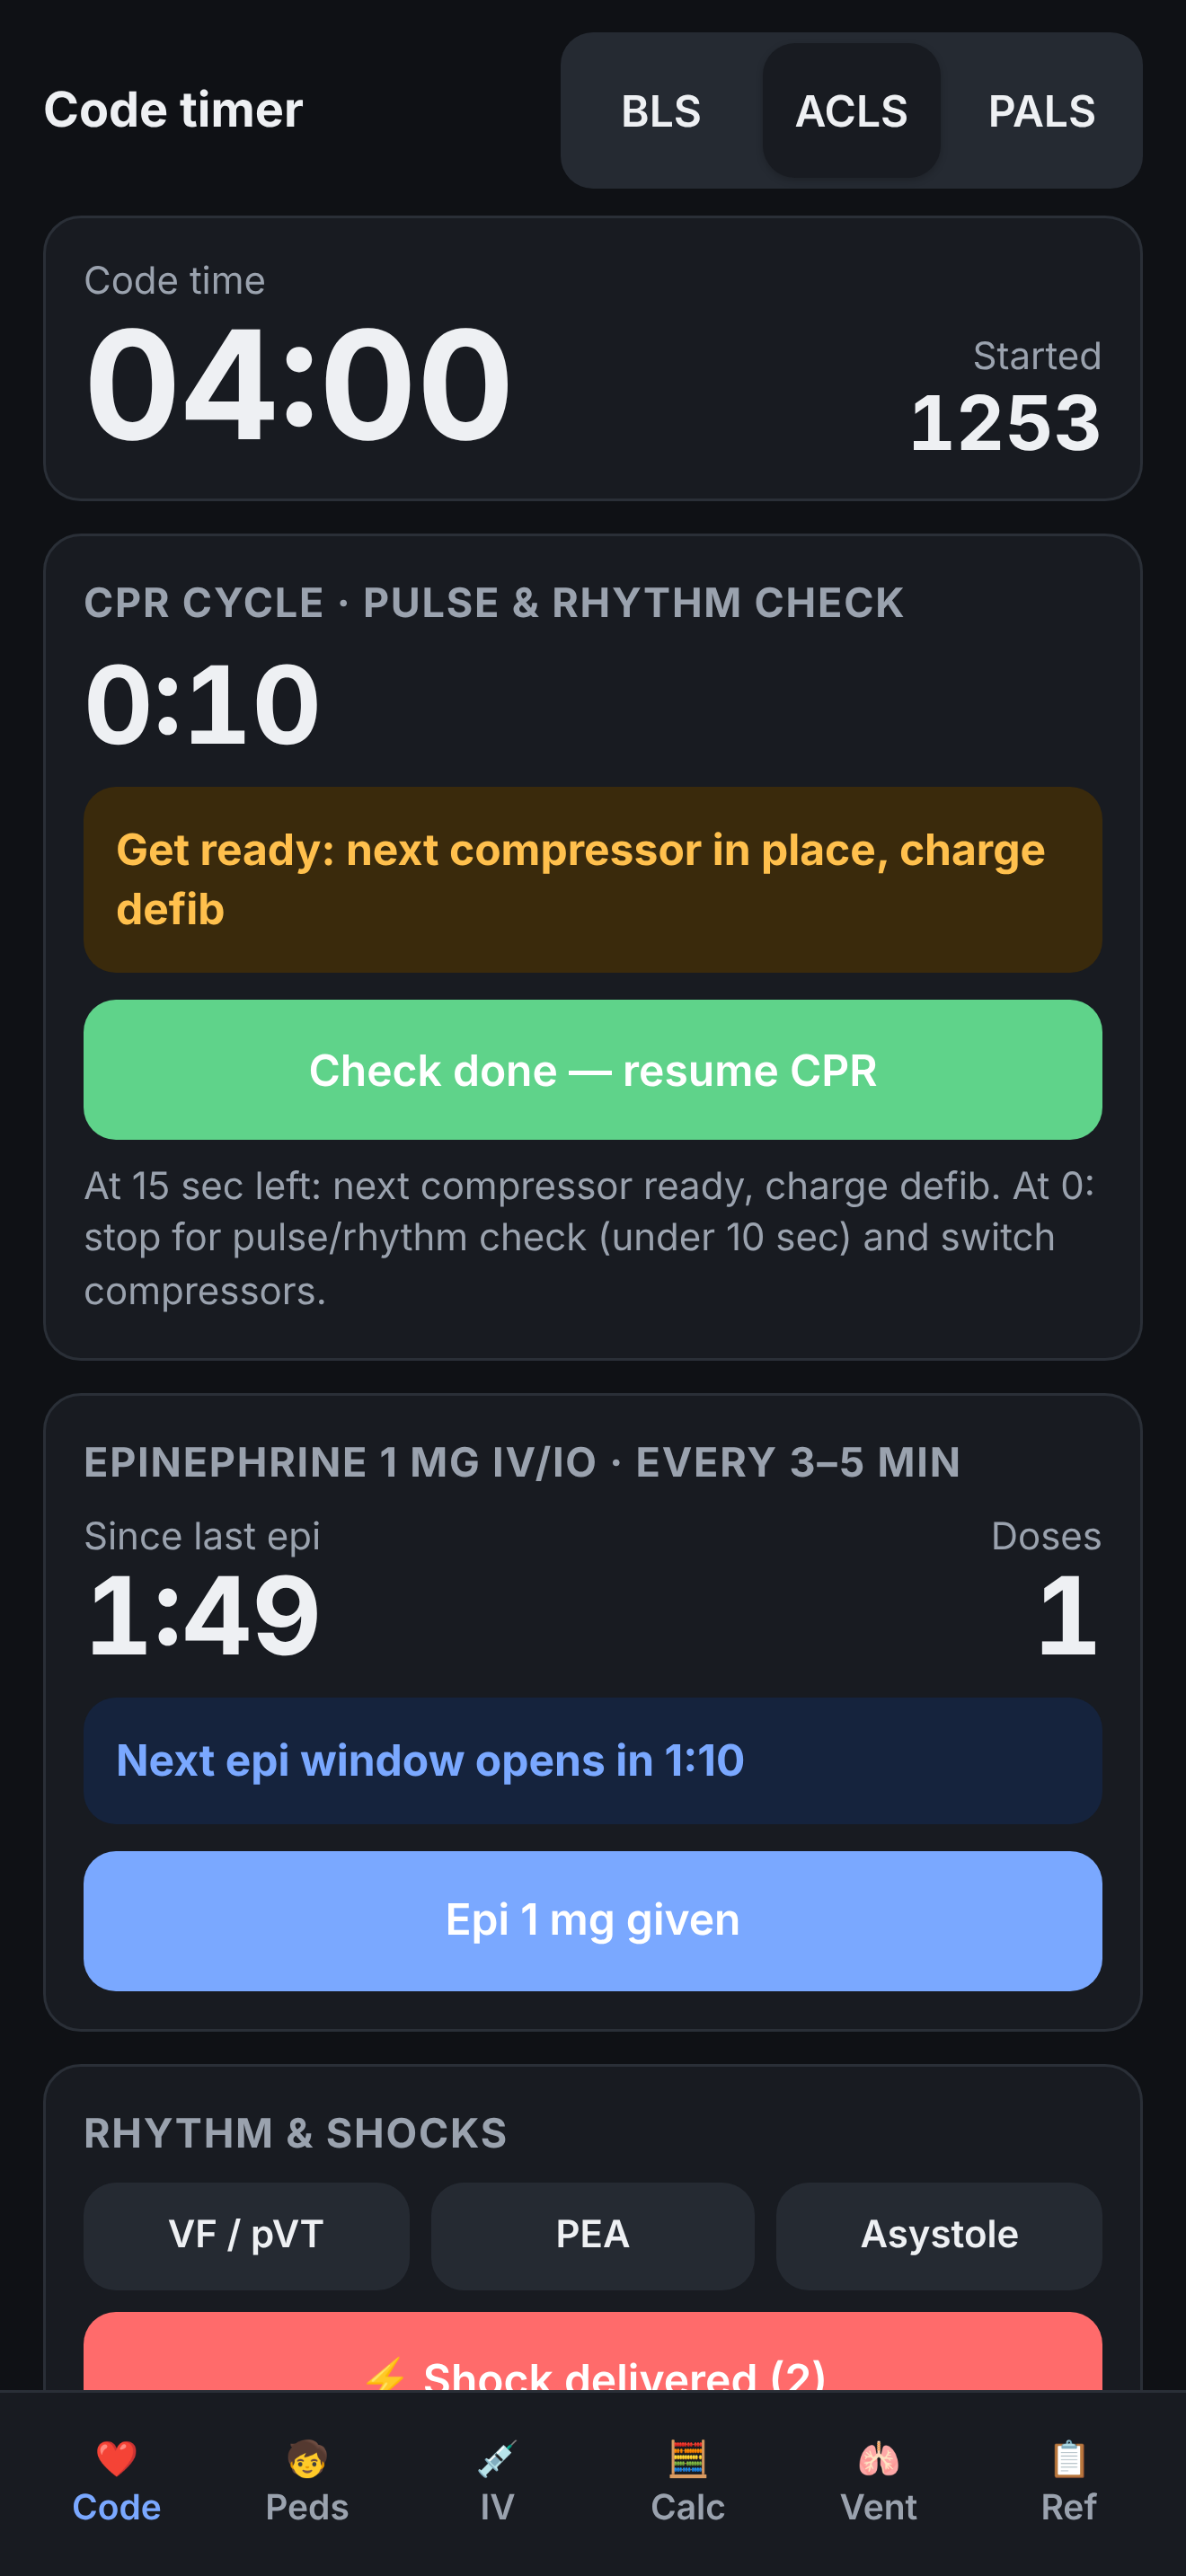 Code timer
BLS
ACLS
PALS
Code time
04:00
Started
1253
CPR CYCLE · PULSE & RHYTHM CHECK
0:10
Get ready: next compressor in place, charge
defib
Check done — resume CPR
At 15 sec left: next compressor ready, charge defib. At 0:
stop for pulse/rhythm check (under 10 sec) and switch
compressors.
EPINEPHRINE 1 MG IV/IO · EVERY 3–5 MIN
Since last epi
Doses
1:49
1
Next epi window opens in 1:10
Epi 1 mg given
RHYTHM & SHOCKS
VF / pVT
PEA
Asystole
⚡ Shock delivered (2)
Code
Peds
IV
Calc
Vent
Ref